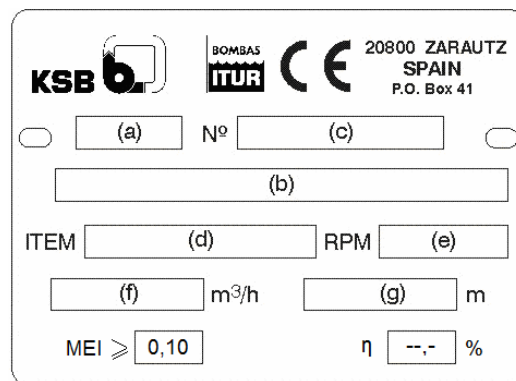 KSB b.
BOMBAS
ITUR
CE
20800 ZARAUTZ
SPAIN
P.O. Box 41
(a) Nº (c)
(b)
ITEM (d) RPM (e)
(f) m³/h (g) m
MEI ⩾ 0,10 η --,- %